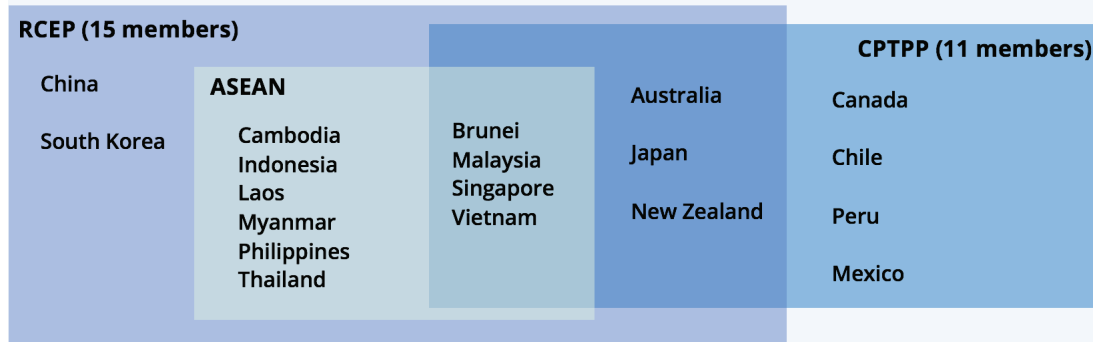 RCEP (15 members)
China
South Korea
ASEAN
Cambodia
Indonesia
Laos
Myanmar
Philippines
Thailand
Brunei
Malaysia
Singapore
Vietnam
Australia
Japan
New Zealand
CPTPP (11 members)
Canada
Chile
Peru
Mexico